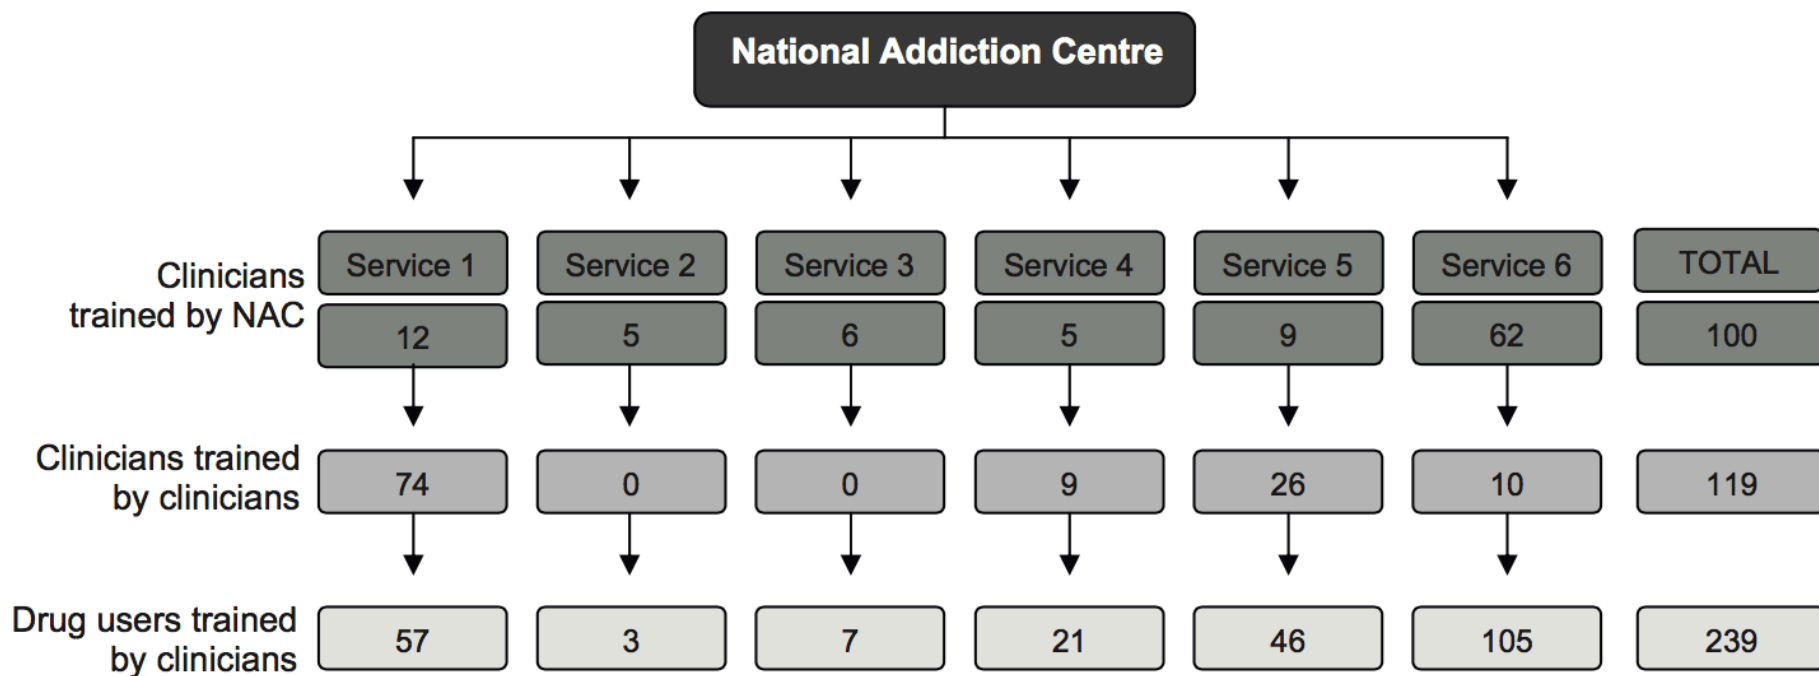 National Addiction Centre
Clinicians
trained by NAC
Service 1 Service 2 Service 3 Service 4 Service 5 Service 6 TOTAL
12 5 6 5 9 62 100
Clinicians trained
by clinicians
74 0 0 9 26 10 119
Drug users trained
by clinicians
57 3 7 21 46 105 239